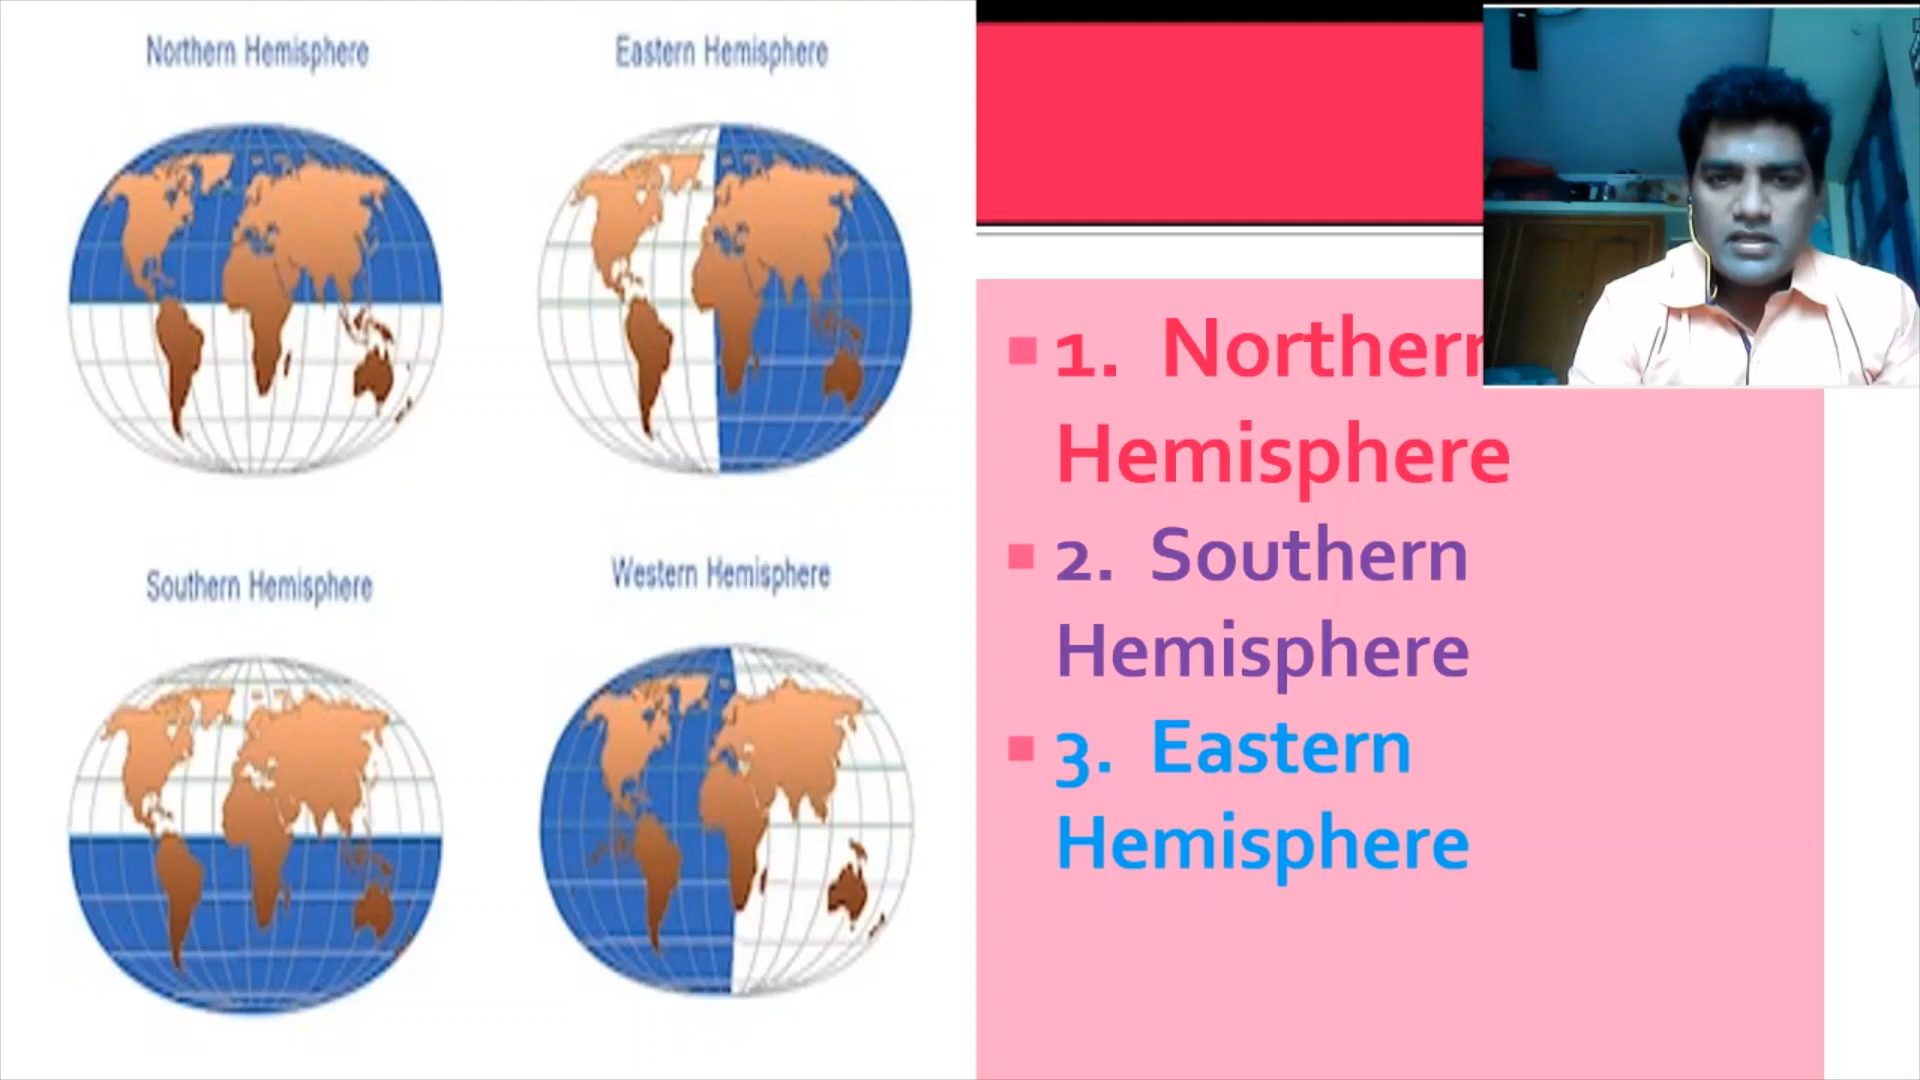 Northern Hemisphere
Eastern Hemisphere
Southern Hemisphere
Western Hemisphere
1. Northern
Hemisphere
2. Southern
Hemisphere
3. Eastern
Hemisphere